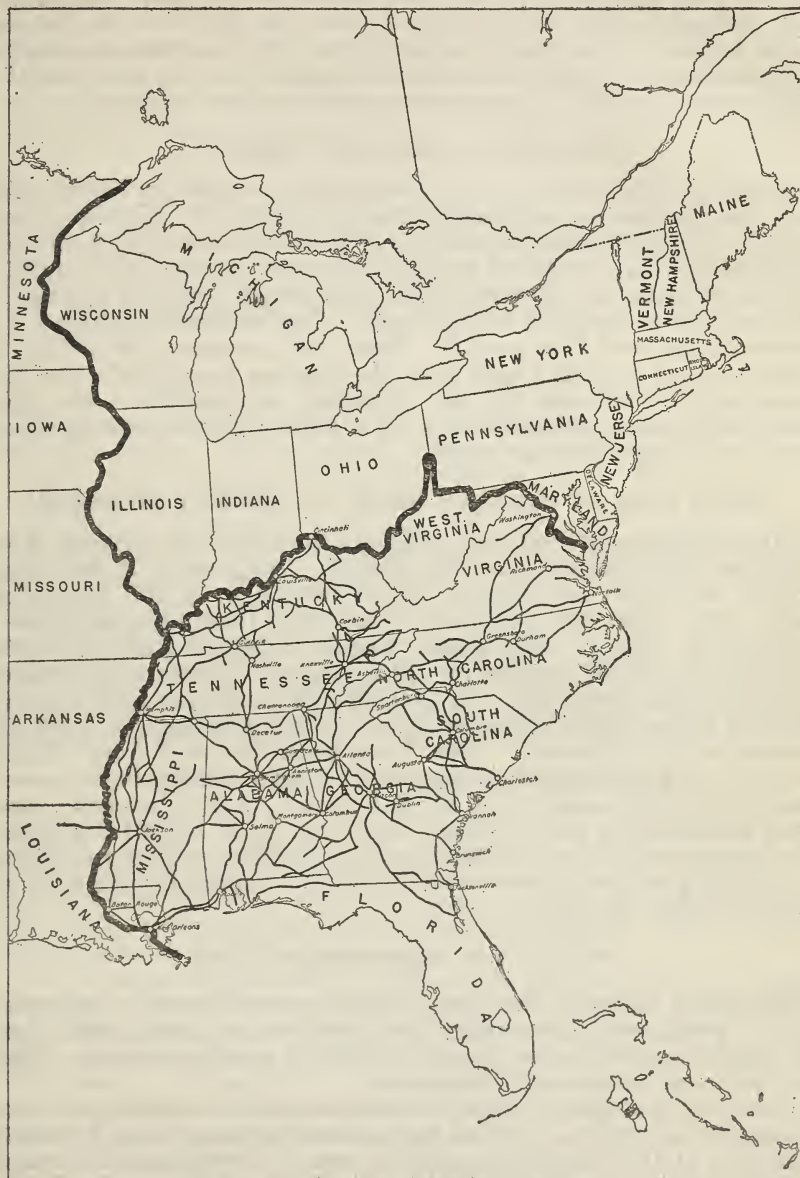 MAINE
VERMONT
NEW HAMPSHIRE
MINNESOTA
MICHIGAN
WISCONSIN
MASSACHUSETTS
NEW YORK
CONNECTICUT
IOWA
PENNSYLVANIA
NEW JERSEY
OHIO
ILLINOIS
INDIANA
MARYLAND
DELAWARE
WEST
VIRGINIA
Washington
Cincinnati
MISSOURI
VIRGINIA
Richmond
Louisville
Norfolk
KENTUCKY
Corbin
Greensboro
Durham
Nashville
Knoxville
TENNESSEE
NORTH CAROLINA
Charlotte
ARKANSAS
Memphis
Chattanooga
Spartanburg
SOUTH
CAROLINA
Decatur
Atlanta
Augusta
Anniston
Charleston
MISSISSIPPI
ALABAMA
GEORGIA
Dublin
Montgomery
Columbus
Selma
Jackson
Brunswick
LOUISIANA
Baton Rouge
Jacksonville
FLORIDA
New Orleans